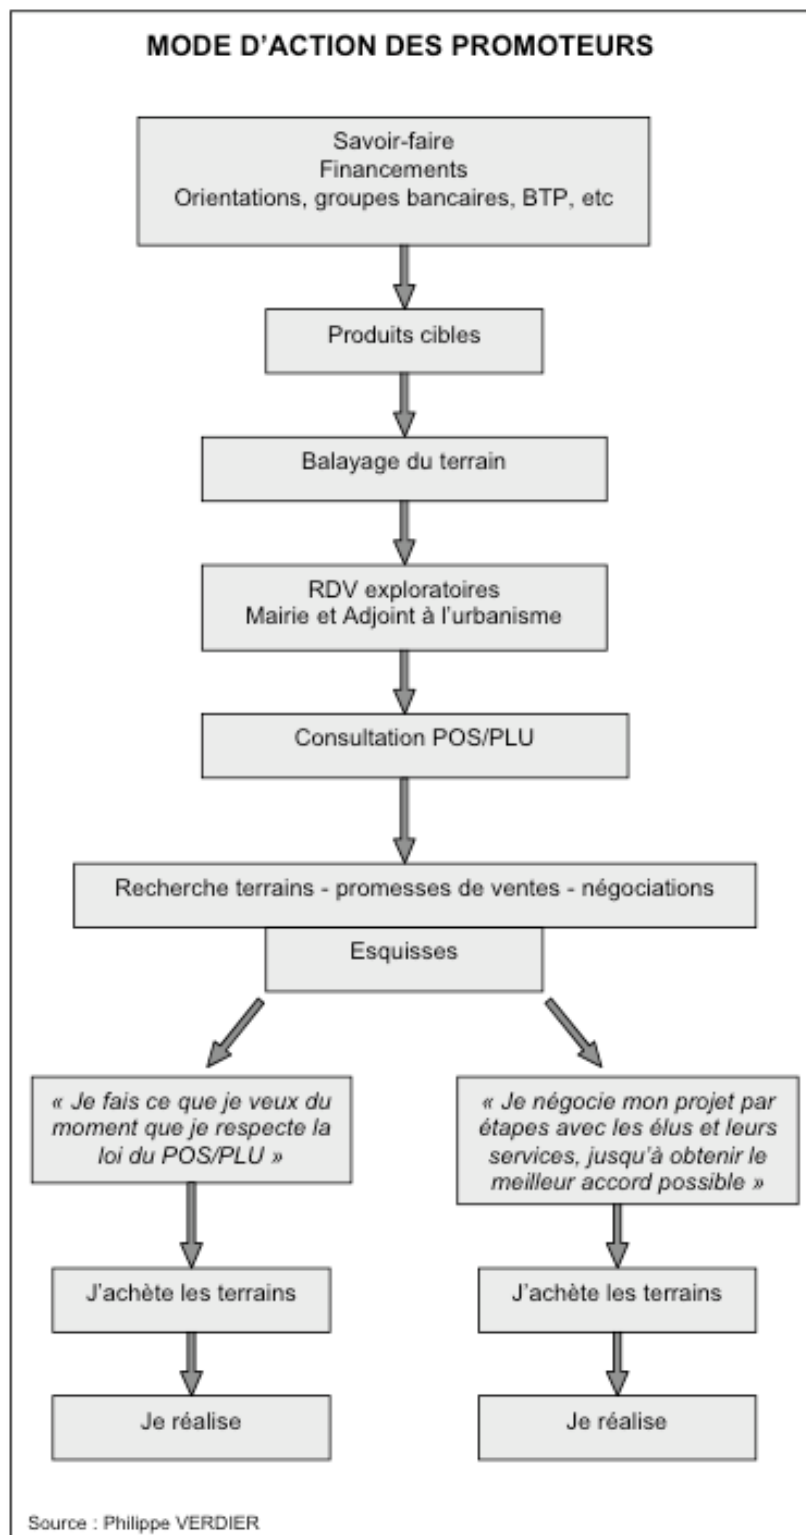 MODE D'ACTION DES PROMOTEURS
Savoir-faire
Financements
Orientations, groupes bancaires, BTP, etc
Produits cibles
Balayage du terrain
RDV exploratoires
Mairie et Adjoint à l'urbanisme
Consultation POS/PLU
Recherche terrains - promesses de ventes - négociations
Esquisses
« Je fais ce que je veux du
moment que je respecte la
loi du POS/PLU »
« Je négocie mon projet par
étapes avec les élus et leurs
services, jusqu'à obtenir le
meilleur accord possible »
J'achète les terrains
J'achète les terrains
Je réalise
Je réalise
Source : Philippe VERDIER